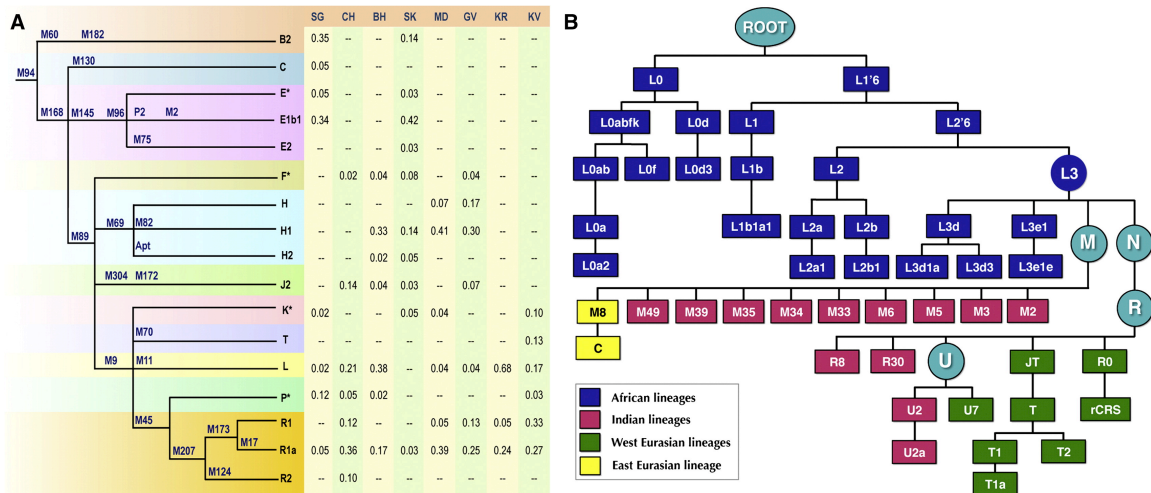 A
SG CH BH SK MD GV KR KV
M60 M182 B2 0.35 -- -- 0.14 -- -- -- --
M94
M130 C 0.05 -- -- -- -- -- -- --
E* 0.05 -- -- 0.03 -- -- -- --
M168 M145 M96 P2 M2 E1b1 0.34 -- -- 0.42 -- -- -- --
M75 E2 -- -- -- 0.03 -- -- -- --
F* -- 0.02 0.04 0.08 -- 0.04 -- --
H -- -- -- -- 0.07 0.17 -- --
M69 M82 H1 -- -- 0.33 0.14 0.41 0.30 -- --
M89
Apt H2 -- -- 0.02 0.05 -- -- -- --
M304 M172 J2 -- 0.14 0.04 0.03 -- 0.07 -- --
K* 0.02 -- -- 0.05 0.04 -- -- 0.10
M70 T -- -- -- -- -- -- -- 0.13
M9 M11 L 0.02 0.21 0.38 -- 0.04 0.04 0.68 0.17
P* 0.12 0.05 0.02 -- -- -- -- 0.03
M45
M173 R1 -- 0.12 -- -- 0.05 0.13 0.05 0.33
M17 R1a 0.05 0.36 0.17 0.03 0.39 0.25 0.24 0.27
M207
M124 R2 -- 0.10 -- -- -- -- -- --
B
ROOT
L0 L1'6
L0abfk L0d L1 L2'6
L0ab L0f L0d3 L1b L2 L3
L0a L1b1a1 L2a L2b L3d L3e1 M N
L0a2 L2a1 L2b1 L3d1a L3d3 L3e1e
M8 M49 M39 M35 M34 M33 M6 M5 M3 M2 R
C R8 R30 U JT R0
U2 U7 T rCRS
U2a T1 T2
T1a
African lineages
Indian lineages
West Eurasian lineages
East Eurasian lineage